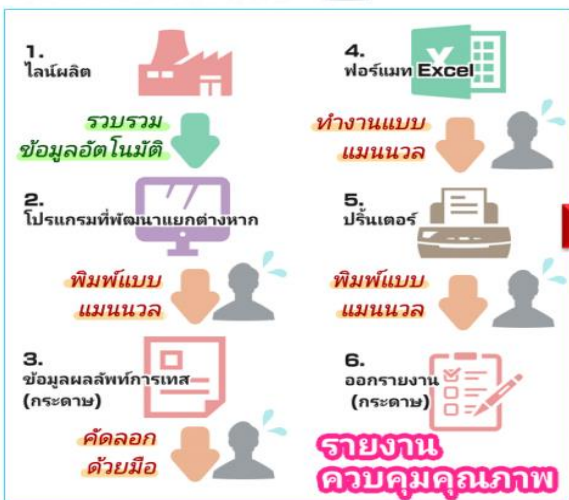 1.
ไลน์ผลิต
รวบรวม
ข้อมูลอัตโนมัติ
2.
โปรแกรมที่พัฒนาแยกต่างหาก
พิมพ์แบบ
แมนนวล
3.
ข้อมูลผลลัพท์การเทส
(กระดาษ)
คัดลอก
ด้วยมือ
4.
ฟอร์แมท Excel
X
ทำงานแบบ
แมนนวล
5.
ปริ้นเตอร์
พิมพ์แบบ
แมนนวล
6.
ออกรายงาน
(กระดาษ)
รายงาน
ควบคุมคุณภาพ